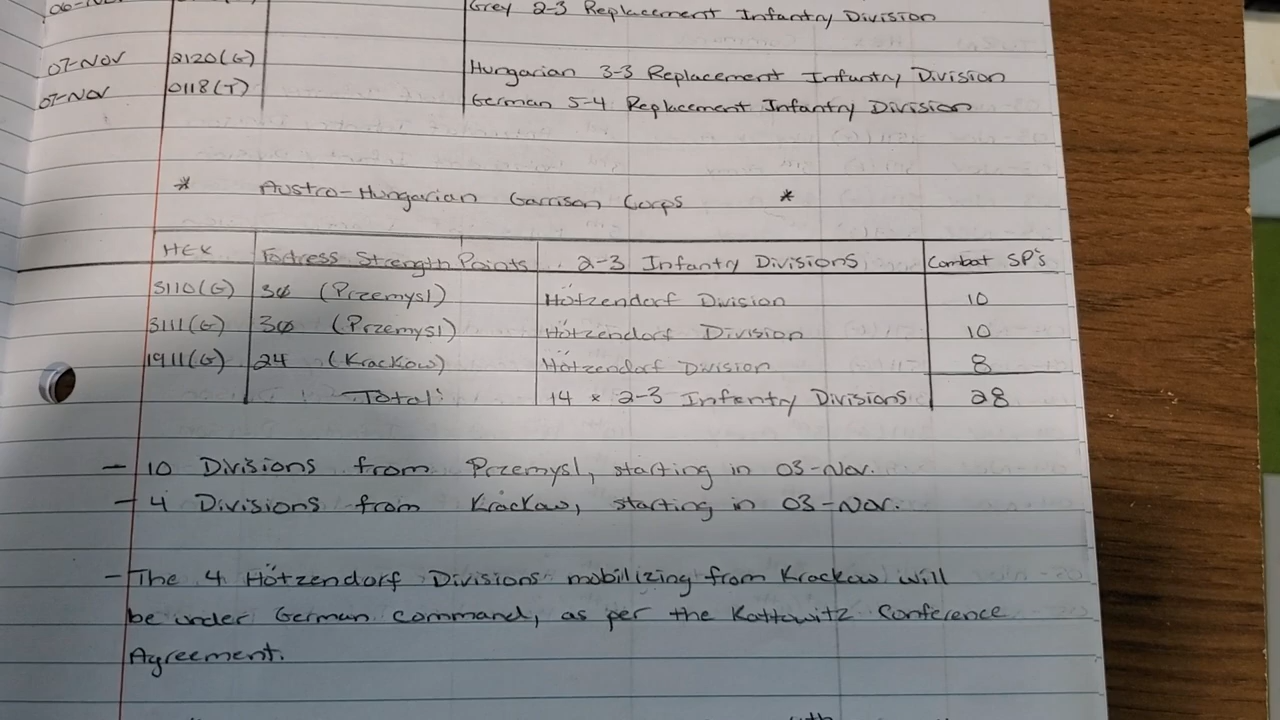 06-Nov
Grey 2-3 Replacement Infantry Division
07-Nov 2120(G) Hungarian 3-3 Replacement Infantry Division
07-Nov 0118(T) German 5-4 Replacement Infantry Division
* Austro-Hungarian Garrison Corps *
HEX Fortress Strength Points 2-3 Infantry Divisions Combat SP's
3110(G) 30 (Przemysl) Hötzendorf Division 10
3111(G) 30 (Przemysl) Hötzendorf Division 10
1911(G) 24 (Krackow) Hötzendorf Division 8
Total: 14 x 2-3 Infantry Divisions 28
- 10 Divisions from Przemysl, starting in 03-Nov.
- 4 Divisions from Krackow, starting in 03-Nov.
- The 4 Hötzendorf Divisions mobilizing from Krackow will
be under German command, as per the Kattowitz Conference
Agreement.